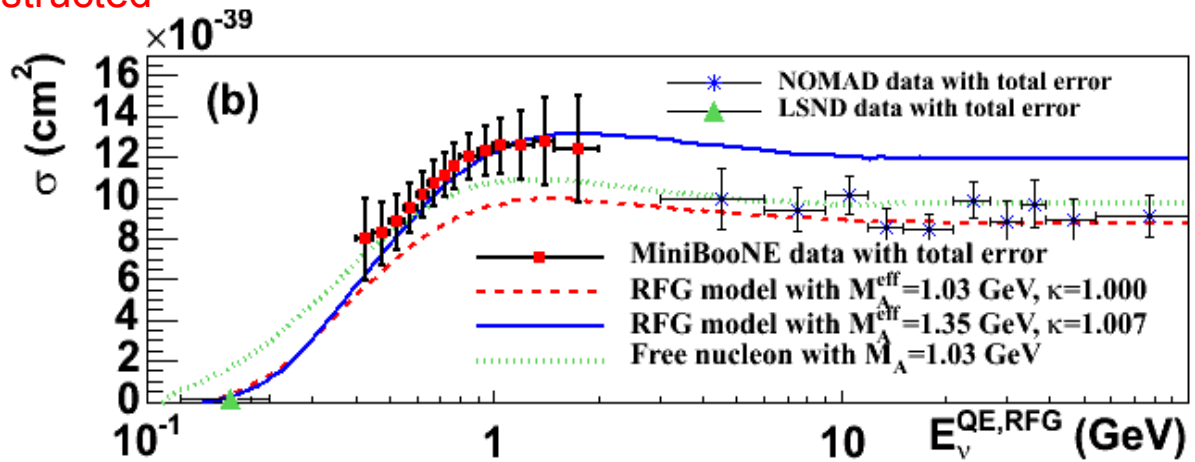 structed
×10⁻³⁹
σ (cm²)
16
14
12
10
8
6
4
2
0
(b)
NOMAD data with total error
LSND data with total error
MiniBooNE data with total error
RFG model with M_A^eff=1.03 GeV, κ=1.000
RFG model with M_A^eff=1.35 GeV, κ=1.007
Free nucleon with M_A=1.03 GeV
10⁻¹ 1 10 E_ν^QE,RFG (GeV)